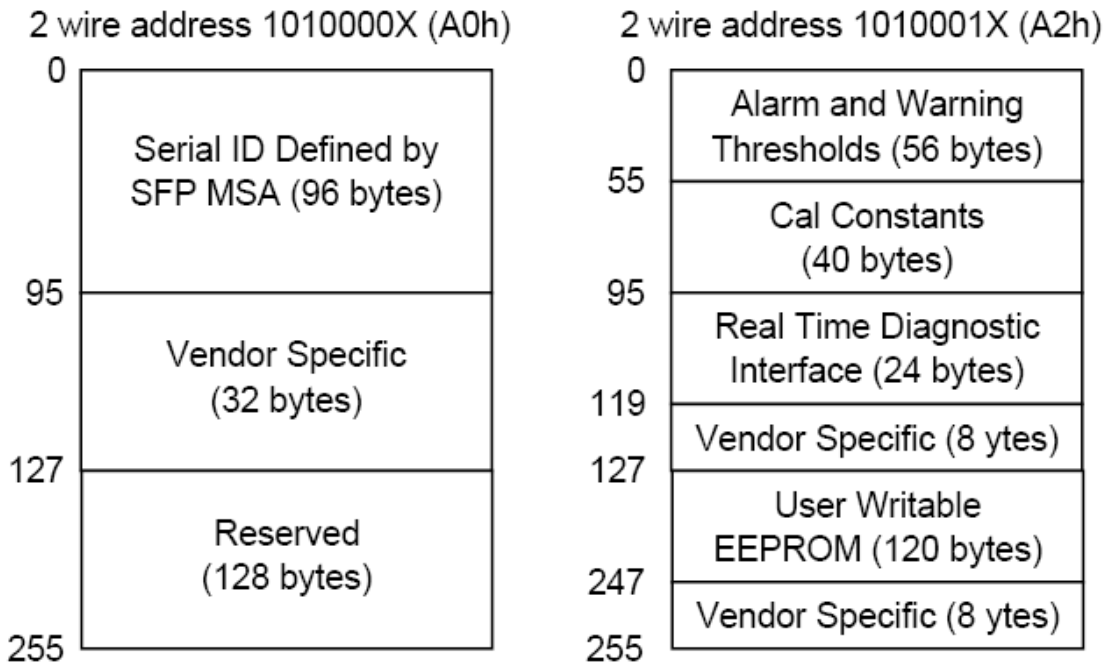 2 wire address 1010000X (A0h)
0
Serial ID Defined by
SFP MSA (96 bytes)
95
Vendor Specific
(32 bytes)
127
Reserved
(128 bytes)
255
2 wire address 1010001X (A2h)
0
Alarm and Warning
Thresholds (56 bytes)
55
Cal Constants
(40 bytes)
95
Real Time Diagnostic
Interface (24 bytes)
119
Vendor Specific (8 ytes)
127
User Writable
EEPROM (120 bytes)
247
Vendor Specific (8 ytes)
255